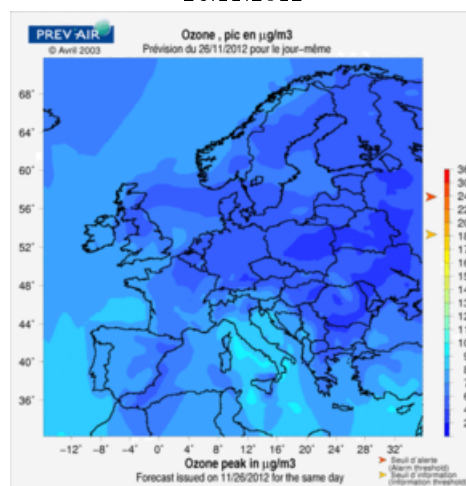 PREV'AIR
© Avril 2003
Ozone , pic en µg/m3
Prévision du 26/11/2012 pour le jour-même
68°
64°
60°
56°
52°
48°
44°
40°
36°
-12° -8° -4° 0° 4° 8° 12° 16° 20° 24° 28° 32°
Ozone peak in µg/m3
Forecast issued on 11/26/2012 for the same day
Seuil d'alerte
(Alarm threshold)
Seuil d'information
(Information threshold)